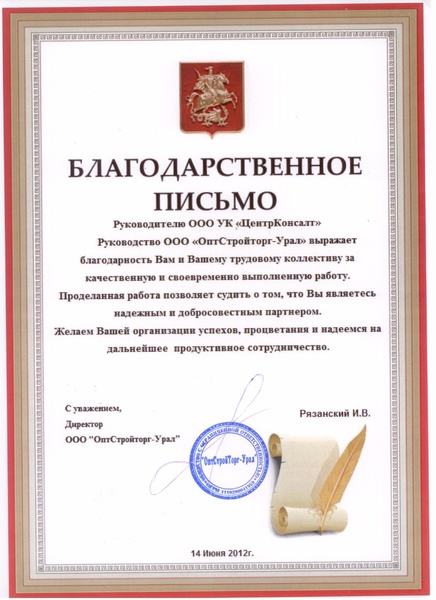 БЛАГОДАРСТВЕННОЕ
ПИСЬМО
Руководителю ООО УК «ЦентрКонсалт»
Руководство ООО «ОптСтройторг-Урал» выражает
благодарность Вам и Вашему трудовому коллективу за
качественную и своевременно выполненную работу.
Проделанная работа позволяет судить о том, что Вы являетесь
надежным и добросовестным партнером.
Желаем Вашей организации успехов, процветания и надеемся на
дальнейшее продуктивное сотрудничество.
С уважением,
Директор
ООО "ОптСтройторг-Урал"
Рязанский И.В.
"ОптСтройТорг-Урал"
14 Июня 2012г.